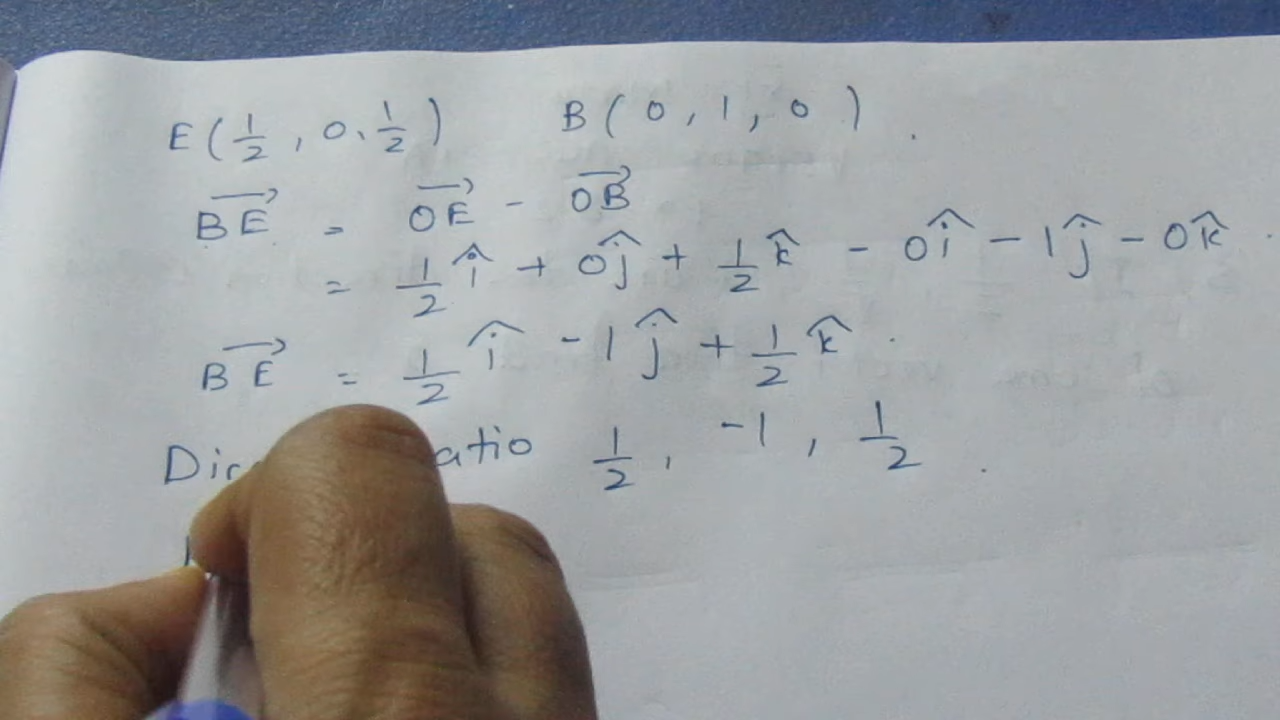 E(1/2, 0, 1/2) B(0, 1, 0).
BE⃗ = OE⃗ - OB⃗
= 1/2 î + 0ĵ + 1/2 k̂ - 0î - 1ĵ - 0k̂.
BE⃗ = 1/2 î - 1ĵ + 1/2 k̂.
1/2, -1, 1/2.